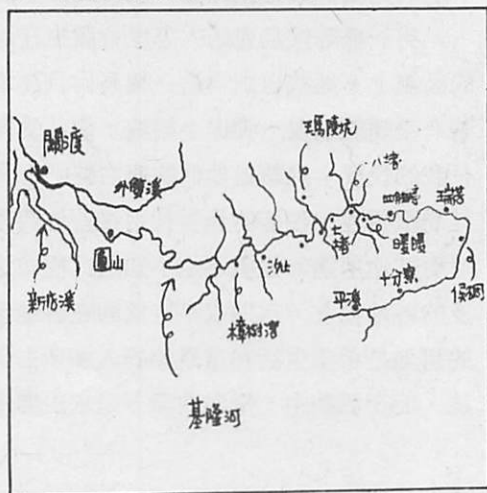 瑪陵坑
八堵
關渡
外雙溪
四脚亭
瑞芳
圓山
七堵
暖暖
汐止
十分寮
新店溪
平溪
侯硐
樟樹灣
基隆河